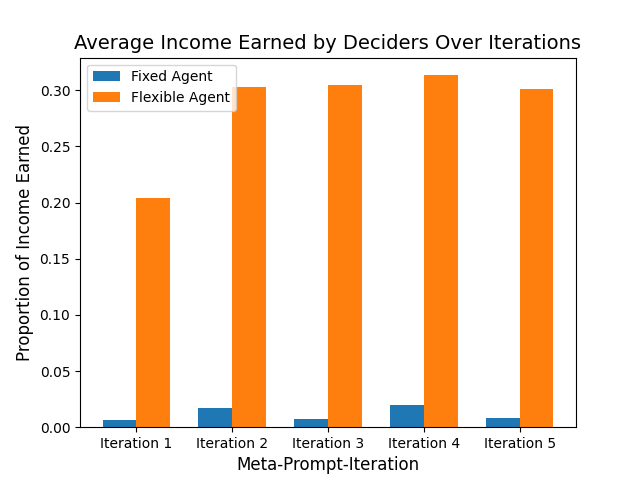 Average Income Earned by Deciders Over Iterations
Fixed Agent
Flexible Agent
Proportion of Income Earned
0.30
0.25
0.20
0.15
0.10
0.05
0.00
Iteration 1 Iteration 2 Iteration 3 Iteration 4 Iteration 5
Meta-Prompt-Iteration